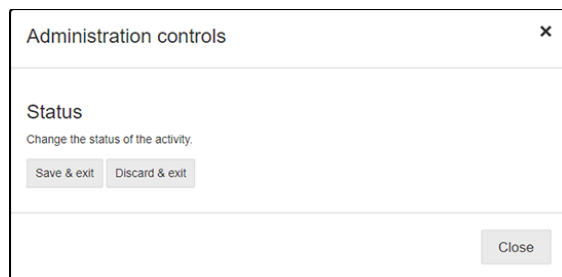 Administration controls ×
Status
Change the status of the activity.
Save & exit Discard & exit
Close